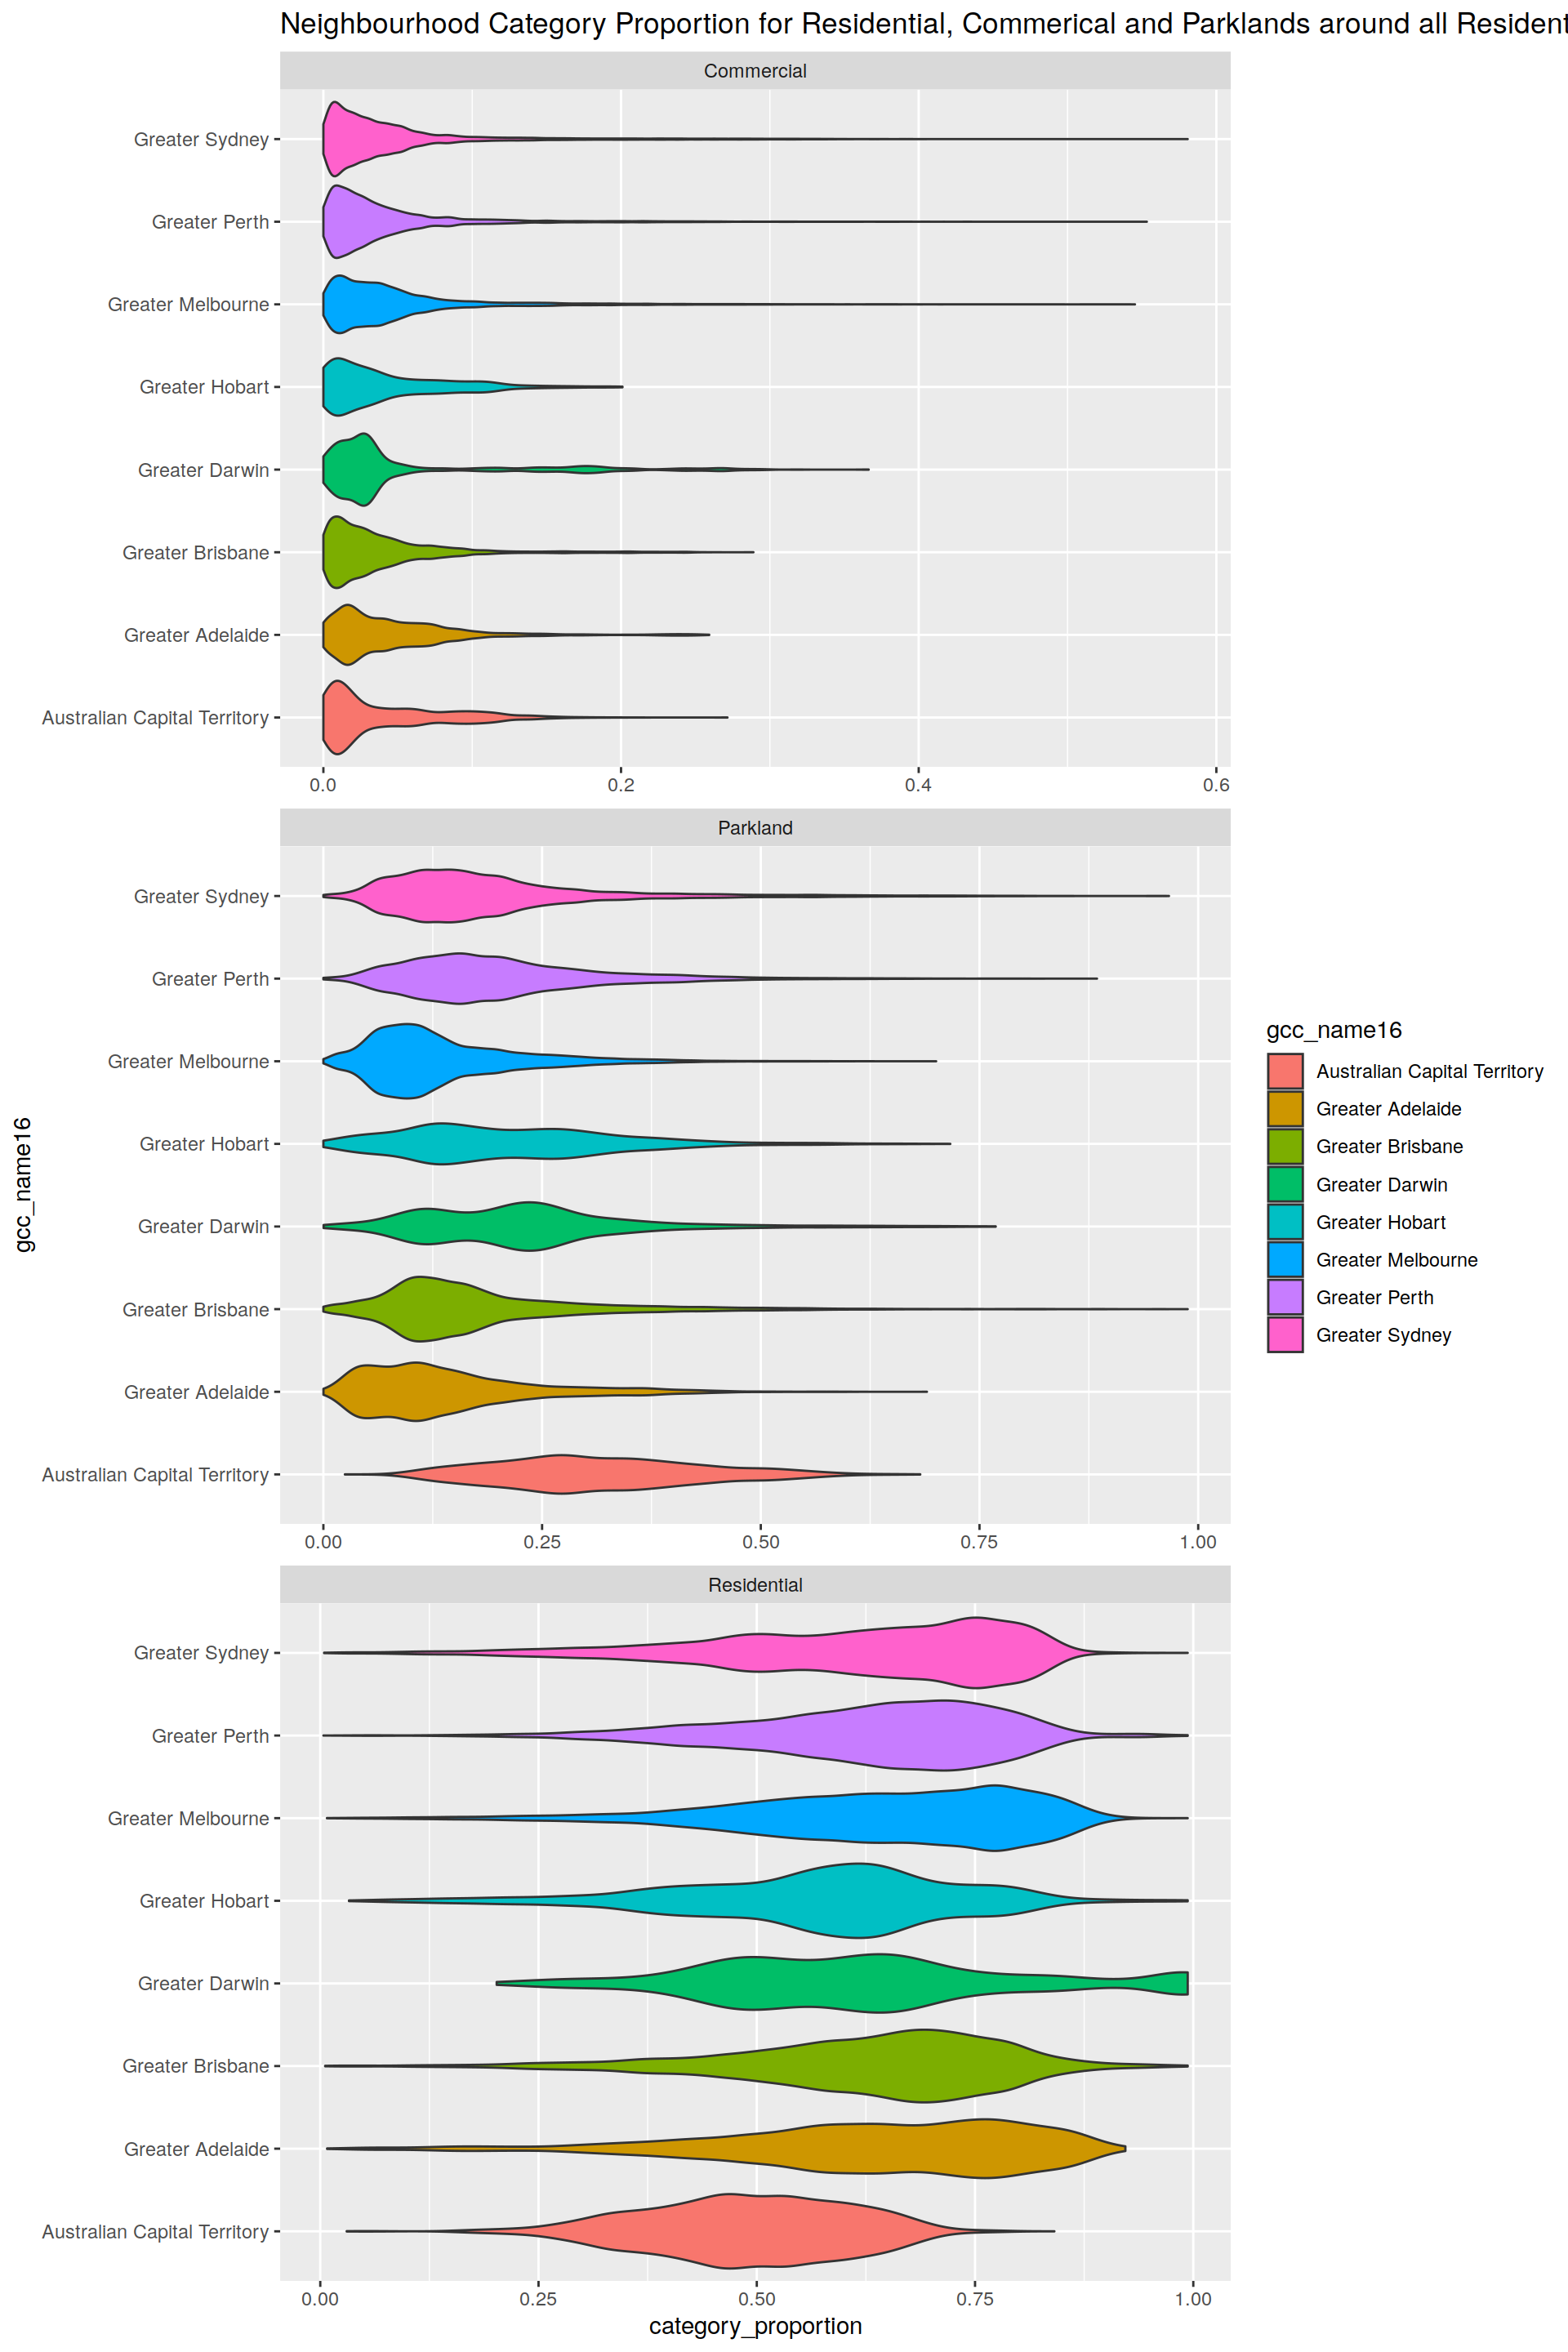 Neighbourhood Category Proportion for Residential, Commerical and Parklands around all Resident
Commercial
Greater Sydney
Greater Perth
Greater Melbourne
Greater Hobart
Greater Darwin
Greater Brisbane
Greater Adelaide
Australian Capital Territory
0.0 0.2 0.4 0.6
Parkland
Greater Sydney
Greater Perth
Greater Melbourne
Greater Hobart
Greater Darwin
Greater Brisbane
Greater Adelaide
Australian Capital Territory
0.00 0.25 0.50 0.75 1.00
Residential
Greater Sydney
Greater Perth
Greater Melbourne
Greater Hobart
Greater Darwin
Greater Brisbane
Greater Adelaide
Australian Capital Territory
0.00 0.25 0.50 0.75 1.00
category_proportion
gcc_name16
gcc_name16
Australian Capital Territory
Greater Adelaide
Greater Brisbane
Greater Darwin
Greater Hobart
Greater Melbourne
Greater Perth
Greater Sydney